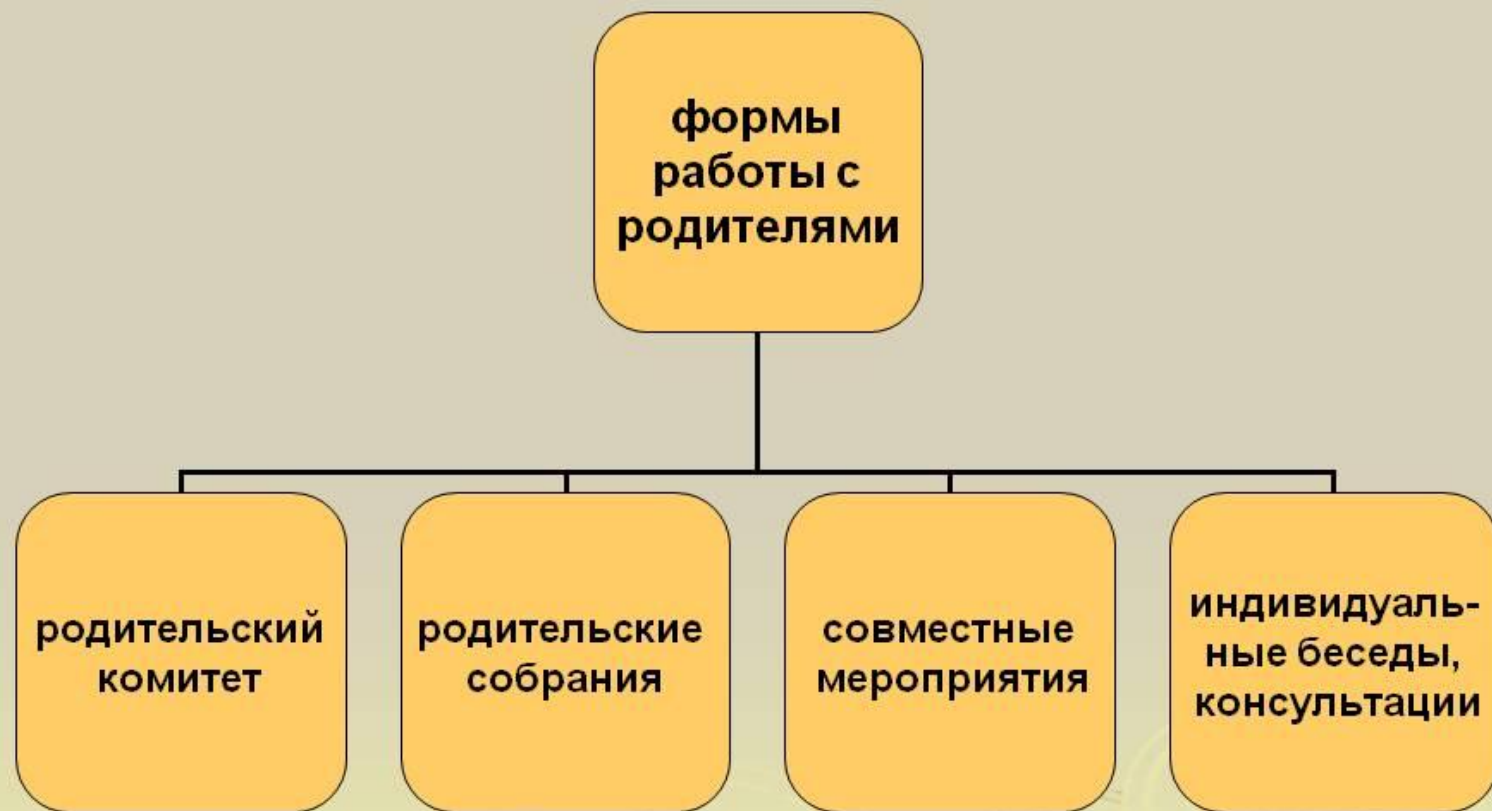 формы
работы с
родителями
родительский
комитет
родительские
собрания
совместные
мероприятия
индивидуаль-
ные беседы,
консультации